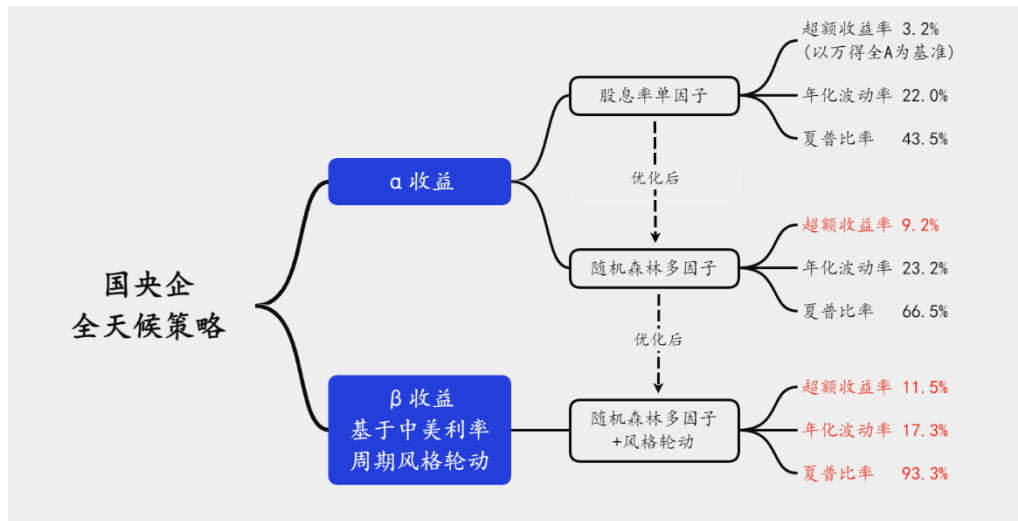 国央企
全天候策略
α收益
股息率单因子
超额收益率 3.2%
(以万得全A为基准)
年化波动率 22.0%
夏普比率 43.5%
优化后
随机森林多因子
超额收益率 9.2%
年化波动率 23.2%
夏普比率 66.5%
优化后
β收益
基于中美利率
周期风格轮动
随机森林多因子
+风格轮动
超额收益率 11.5%
年化波动率 17.3%
夏普比率 93.3%